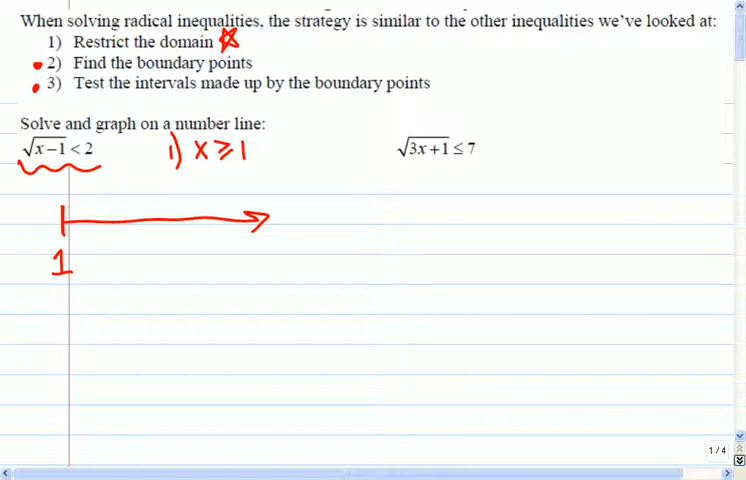 When solving radical inequalities, the strategy is similar to the other inequalities we've looked at:
1) Restrict the domain
2) Find the boundary points
3) Test the intervals made up by the boundary points
Solve and graph on a number line:
√x−1 < 2 1) x ≥ 1 √3x+1 ≤ 7
1
1 / 4